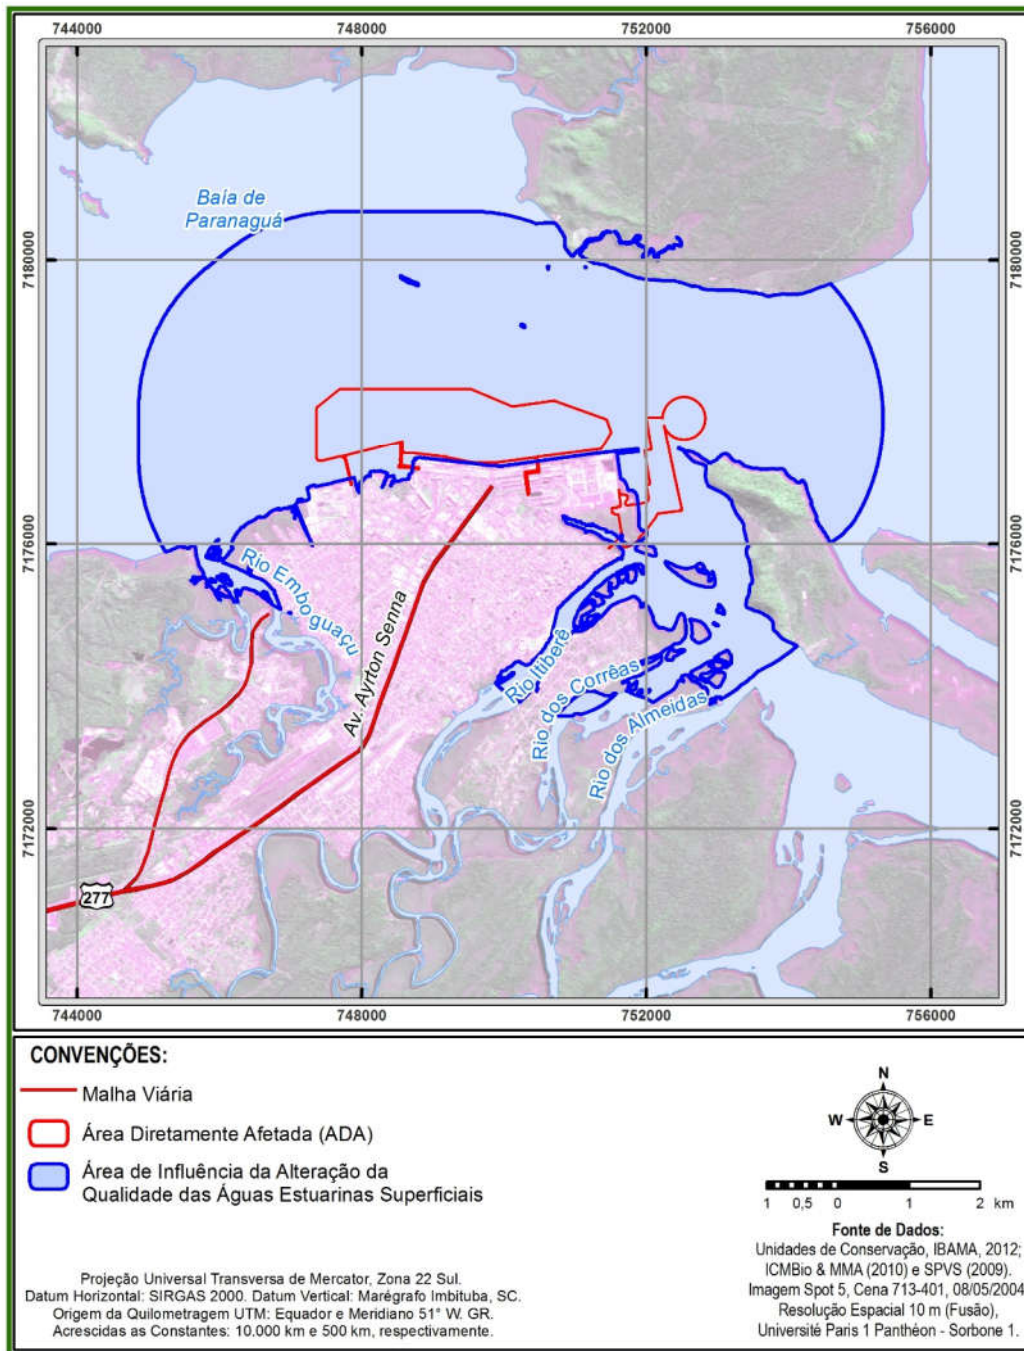 744000 748000 752000 756000
Baía de
Paranaguá
7180000 7180000
7176000 7176000
Rio Emboguaçu
Av. Ayrton Senna
Rio Itiberê
Rio dos Corrêas
Rio dos Almeidas
7172000 7172000
277
744000 748000 752000 756000
CONVENÇÕES:
Malha Viária
Área Diretamente Afetada (ADA)
Área de Influência da Alteração da
Qualidade das Águas Estuarinas Superficiais
N
W E
S
1 0,5 0 1 2 km
Fonte de Dados:
Unidades de Conservação, IBAMA, 2012;
ICMBio & MMA (2010) e SPVS (2009).
Imagem Spot 5, Cena 713-401, 08/05/2004
Resolução Espacial 10 m (Fusão),
Université Paris 1 Panthéon - Sorbone 1.
Projeção Universal Transversa de Mercator, Zona 22 Sul.
Datum Horizontal: SIRGAS 2000. Datum Vertical: Marégrafo Imbituba, SC.
Origem da Quilometragem UTM: Equador e Meridiano 51° W. GR.
Acrescidas as Constantes: 10.000 km e 500 km, respectivamente.